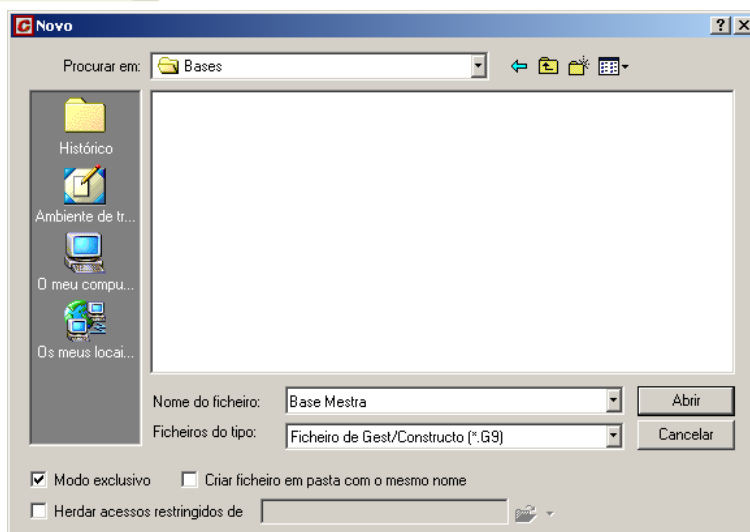 Novo
Procurar em: Bases
Histórico
Ambiente de tr...
O meu compu...
Os meus locai...
Nome do ficheiro: Base Mestra Abrir
Ficheiros do tipo: Ficheiro de Gest/Constructo (*.G9) Cancelar
Modo exclusivo Criar ficheiro em pasta com o mesmo nome
Herdar acessos restringidos de